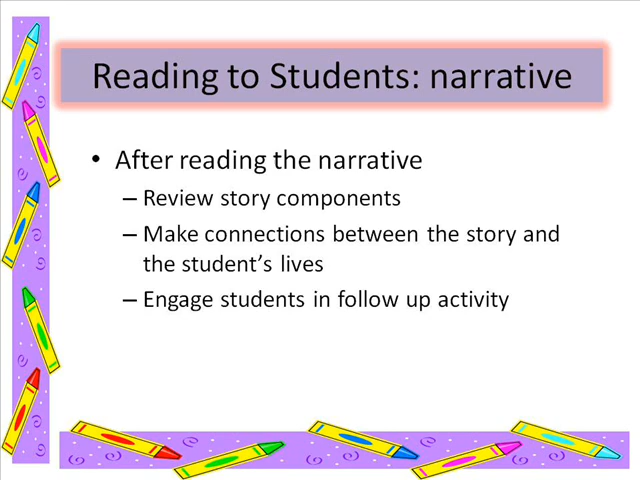 Reading to Students: narrative
• After reading the narrative
– Review story components
– Make connections between the story and
the student's lives
– Engage students in follow up activity